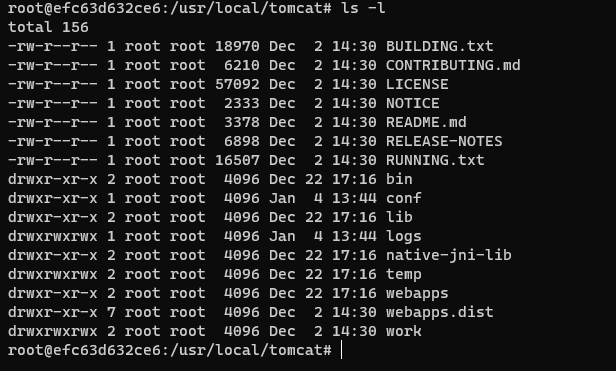 root@efc63d632ce6:/usr/local/tomcat# ls -l
total 156
-rw-r--r-- 1 root root 18970 Dec  2 14:30 BUILDING.txt
-rw-r--r-- 1 root root  6210 Dec  2 14:30 CONTRIBUTING.md
-rw-r--r-- 1 root root 57092 Dec  2 14:30 LICENSE
-rw-r--r-- 1 root root  2333 Dec  2 14:30 NOTICE
-rw-r--r-- 1 root root  3378 Dec  2 14:30 README.md
-rw-r--r-- 1 root root  6898 Dec  2 14:30 RELEASE-NOTES
-rw-r--r-- 1 root root 16507 Dec  2 14:30 RUNNING.txt
drwxr-xr-x 2 root root  4096 Dec 22 17:16 bin
drwxr-xr-x 1 root root  4096 Jan  4 13:44 conf
drwxr-xr-x 2 root root  4096 Dec 22 17:16 lib
drwxrwxrwx 1 root root  4096 Jan  4 13:44 logs
drwxr-xr-x 2 root root  4096 Dec 22 17:16 native-jni-lib
drwxrwxrwx 2 root root  4096 Dec 22 17:16 temp
drwxr-xr-x 2 root root  4096 Dec 22 17:16 webapps
drwxr-xr-x 7 root root  4096 Dec  2 14:30 webapps.dist
drwxrwxrwx 2 root root  4096 Dec  2 14:30 work
root@efc63d632ce6:/usr/local/tomcat#